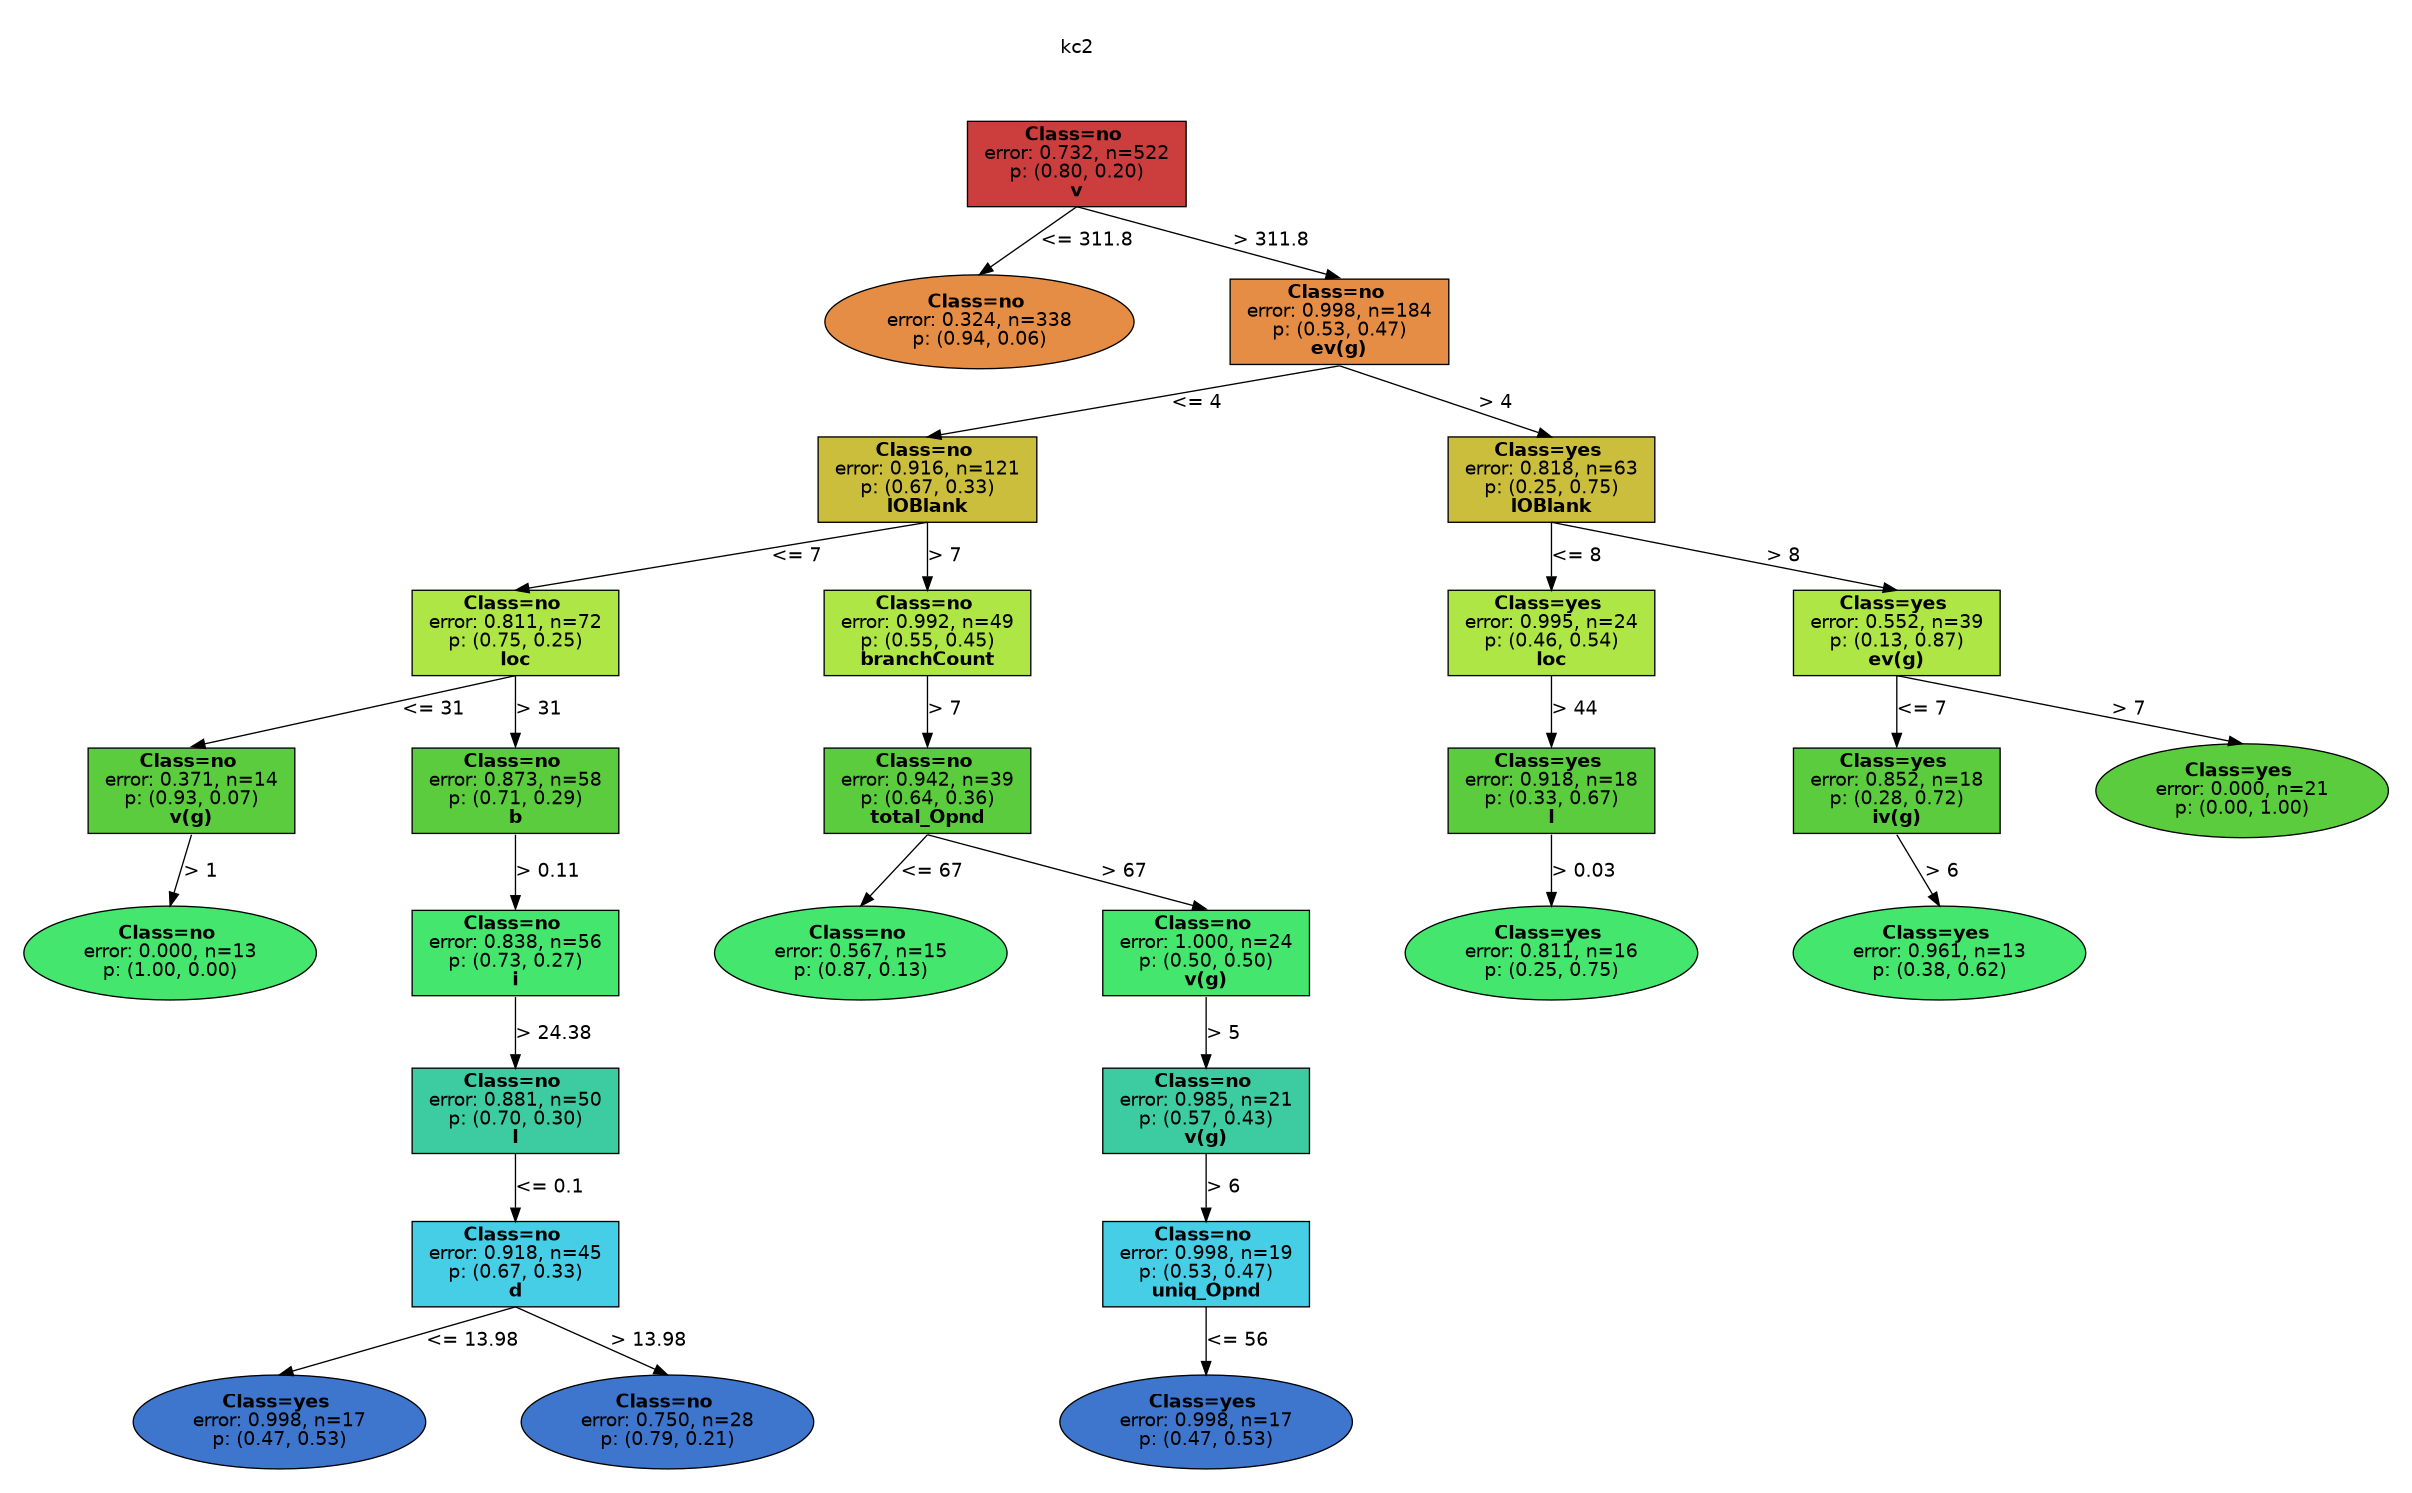 kc2
Class=no
error: 0.732, n=522
p: (0.80, 0.20)
v
<= 311.8
> 311.8
Class=no
error: 0.324, n=338
p: (0.94, 0.06)
Class=no
error: 0.998, n=184
p: (0.53, 0.47)
ev(g)
<= 4
> 4
Class=no
error: 0.916, n=121
p: (0.67, 0.33)
lOBlank
Class=yes
error: 0.818, n=63
p: (0.25, 0.75)
lOBlank
<= 7
> 7
<= 8
> 8
Class=no
error: 0.811, n=72
p: (0.75, 0.25)
loc
Class=no
error: 0.992, n=49
p: (0.55, 0.45)
branchCount
Class=yes
error: 0.995, n=24
p: (0.46, 0.54)
loc
Class=yes
error: 0.552, n=39
p: (0.13, 0.87)
ev(g)
<= 31
> 31
> 7
> 44
<= 7
> 7
Class=no
error: 0.371, n=14
p: (0.93, 0.07)
v(g)
Class=no
error: 0.873, n=58
p: (0.71, 0.29)
b
Class=no
error: 0.942, n=39
p: (0.64, 0.36)
total_Opnd
Class=yes
error: 0.918, n=18
p: (0.33, 0.67)
l
Class=yes
error: 0.852, n=18
p: (0.28, 0.72)
iv(g)
Class=yes
error: 0.000, n=21
p: (0.00, 1.00)
> 1
> 0.11
<= 67
> 67
> 0.03
> 6
Class=no
error: 0.000, n=13
p: (1.00, 0.00)
Class=no
error: 0.838, n=56
p: (0.73, 0.27)
i
Class=no
error: 0.567, n=15
p: (0.87, 0.13)
Class=no
error: 1.000, n=24
p: (0.50, 0.50)
v(g)
Class=yes
error: 0.811, n=16
p: (0.25, 0.75)
Class=yes
error: 0.961, n=13
p: (0.38, 0.62)
> 24.38
> 5
Class=no
error: 0.881, n=50
p: (0.70, 0.30)
l
Class=no
error: 0.985, n=21
p: (0.57, 0.43)
v(g)
<= 0.1
> 6
Class=no
error: 0.918, n=45
p: (0.67, 0.33)
d
Class=no
error: 0.998, n=19
p: (0.53, 0.47)
uniq_Opnd
<= 13.98
> 13.98
<= 56
Class=yes
error: 0.998, n=17
p: (0.47, 0.53)
Class=no
error: 0.750, n=28
p: (0.79, 0.21)
Class=yes
error: 0.998, n=17
p: (0.47, 0.53)